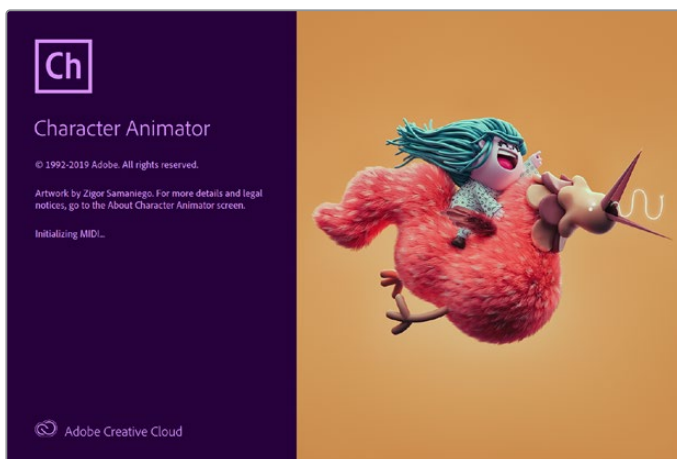 Ch
Character Animator
© 1992-2019 Adobe. All rights reserved.
Artwork by Zigor Samaniego. For more details and legal
notices, go to the About Character Animator screen.
Initializing MIDI...
Adobe Creative Cloud